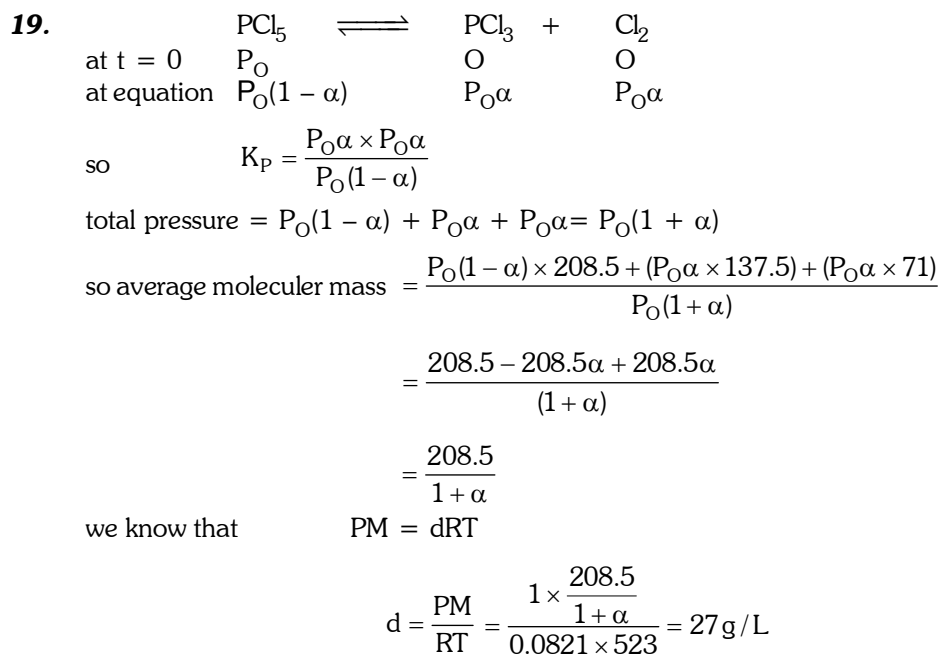 19. PCl5 ⇌ PCl3 + Cl2
at t = 0 PO O O
at equation PO(1 – α) POα POα
so KP = POα × POα / PO(1 – α)
total pressure = PO(1 – α) + POα + POα= PO(1 + α)
so average moleculer mass = PO(1 – α) × 208.5 + (POα × 137.5) + (POα × 71) / PO(1 + α)
= 208.5 – 208.5α + 208.5α / (1 + α)
= 208.5 / 1 + α
we know that PM = dRT
d = PM / RT = 1 × 208.5 / 1 + α / 0.0821 × 523 = 27 g / L